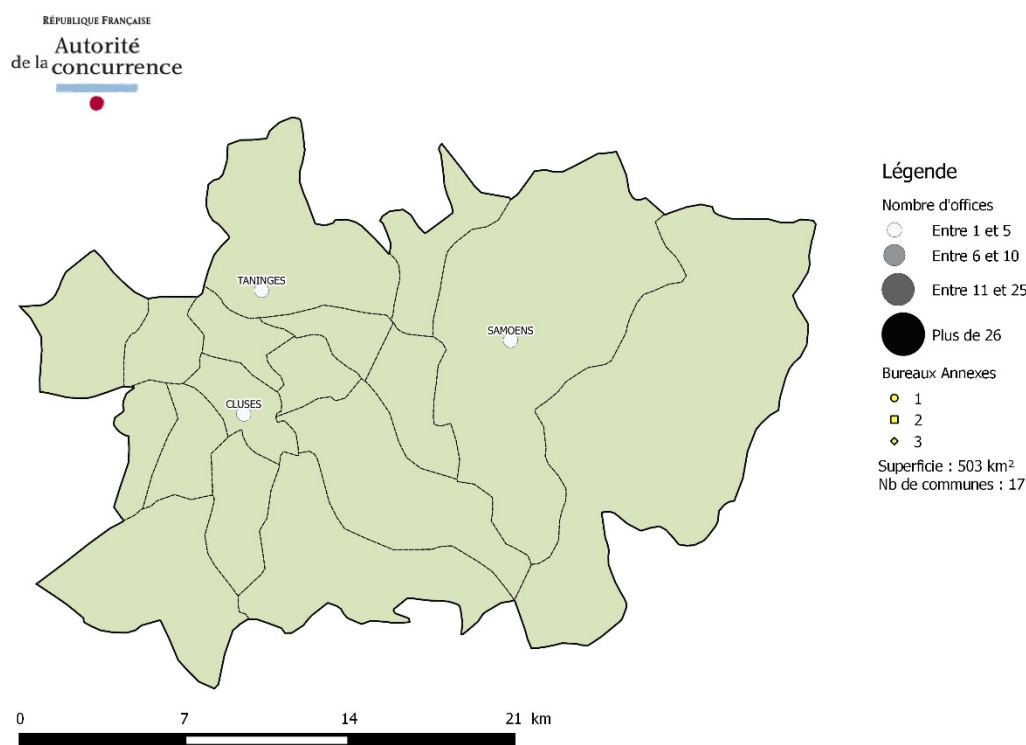 RÉPUBLIQUE FRANÇAISE
Autorité
de la concurrence
TANINGES
SAMOENS
CLUSES
Légende
Nombre d'offices
Entre 1 et 5
Entre 6 et 10
Entre 11 et 25
Plus de 26
Bureaux Annexes
1
2
3
Superficie : 503 km²
Nb de communes : 17
0 7 14 21 km